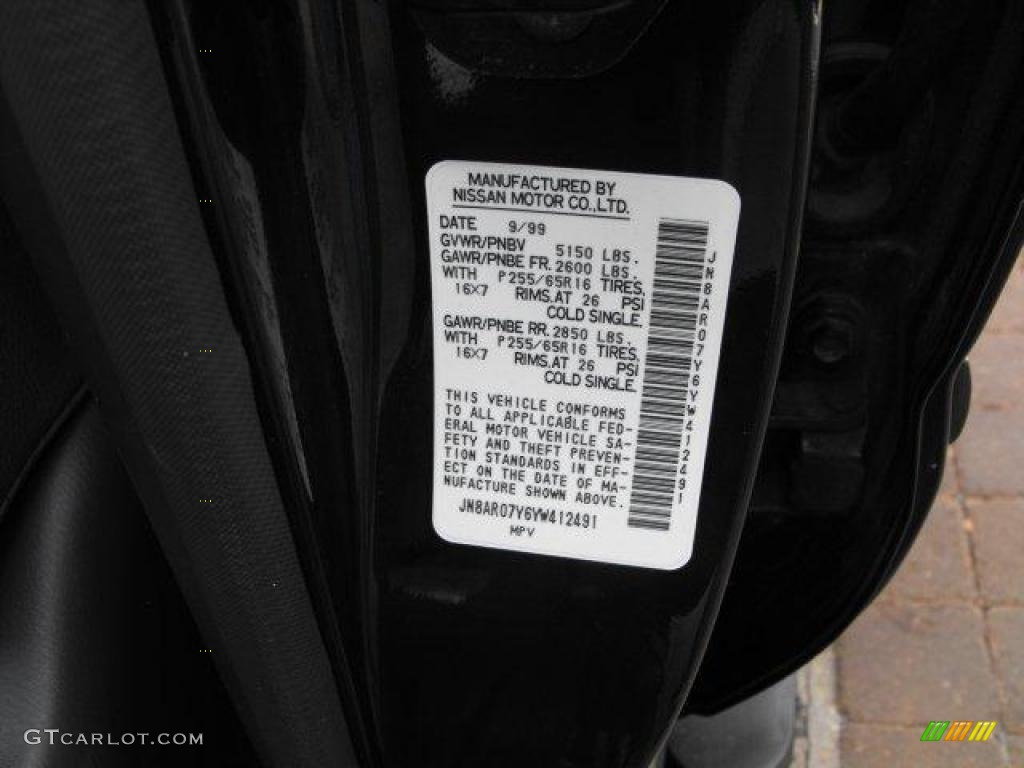 MANUFACTURED BY
NISSAN MOTOR CO.,LTD.
DATE 9/99
GVWR/PNBV 5150 LBS.
GAWR/PNBE FR. 2600 LBS.
WITH P255/65R16 TIRES,
16X7 RIMS.AT 26 PSI
COLD SINGLE.
GAWR/PNBE RR. 2850 LBS.
WITH P255/65R16 TIRES,
16X7 RIMS.AT 26 PSI
COLD SINGLE.
THIS VEHICLE CONFORMS
TO ALL APPLICABLE FED-
ERAL MOTOR VEHICLE SA-
FETY AND THEFT PREVEN-
TION STANDARDS IN EFF-
ECT ON THE DATE OF MA-
NUFACTURE SHOWN ABOVE.
JN8AR07Y6YW412491
MPV
JN8AR07Y6YW412491
GTCARLOT.COM